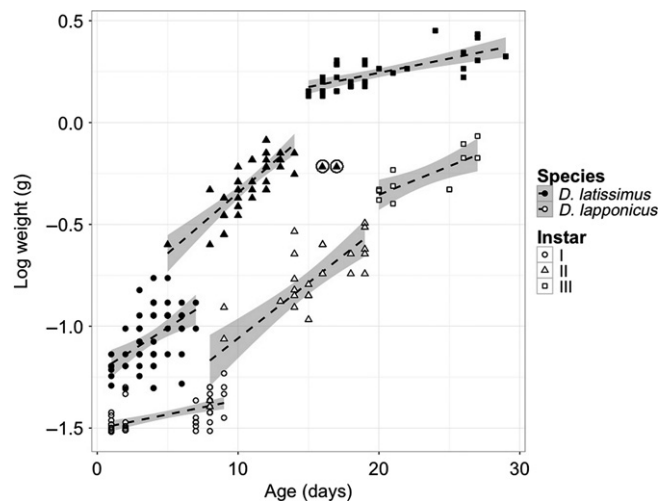 0.5
0.0
–0.5
–1.0
–1.5
Log weight (g)
0
10
20
30
Age (days)
Species
D. latissimus
D. lapponicus
Instar
I
II
III